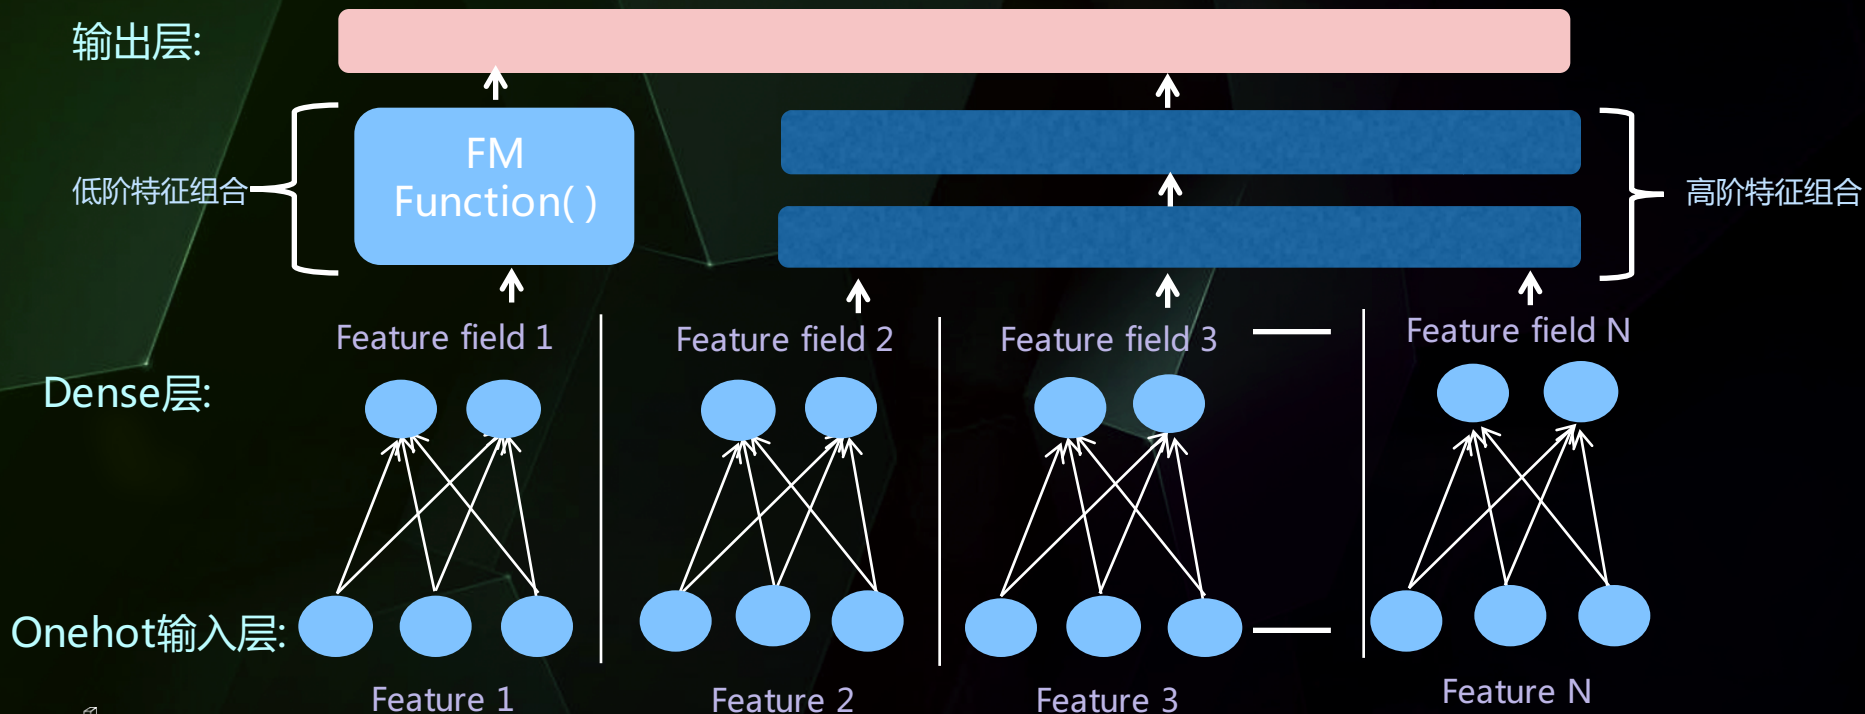 输出层:
FM
Function( )
低阶特征组合
高阶特征组合
Feature field 1
Feature field 2
Feature field 3
Feature field N
Dense层:
Onehot输入层:
Feature 1
Feature 2
Feature 3
Feature N